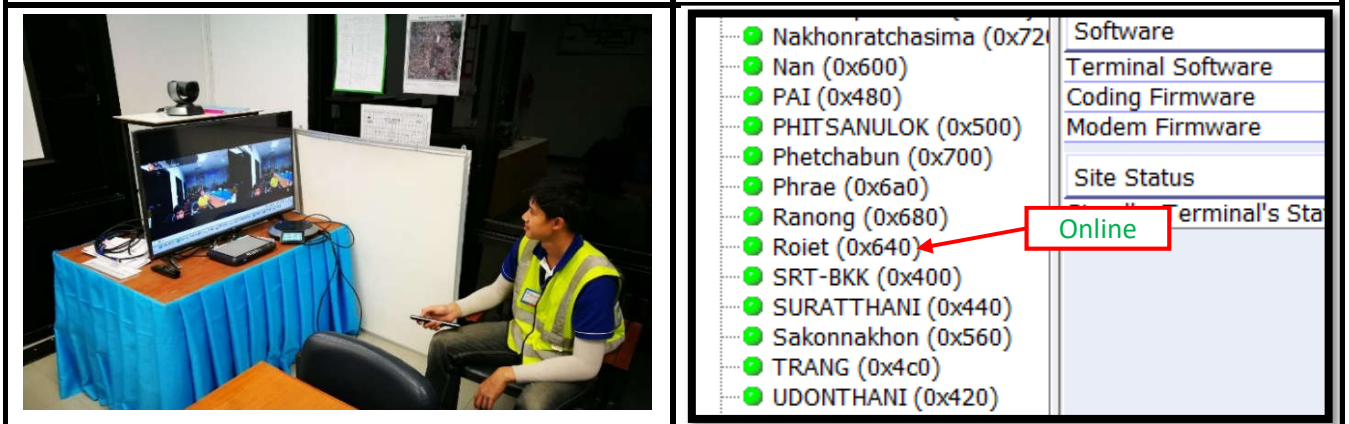 Nakhonratchasima (0x72
Nan (0x600)
PAI (0x480)
PHITSANULOK (0x500)
Phetchabun (0x700)
Phrae (0x6a0)
Ranong (0x680)
Roiet (0x640)
SRT-BKK (0x400)
SURATTHANI (0x440)
Sakonnakhon (0x560)
TRANG (0x4c0)
UDONTHANI (0x420)
Software
Terminal Software
Coding Firmware
Modem Firmware
Site Status
Terminal's Sta
Online